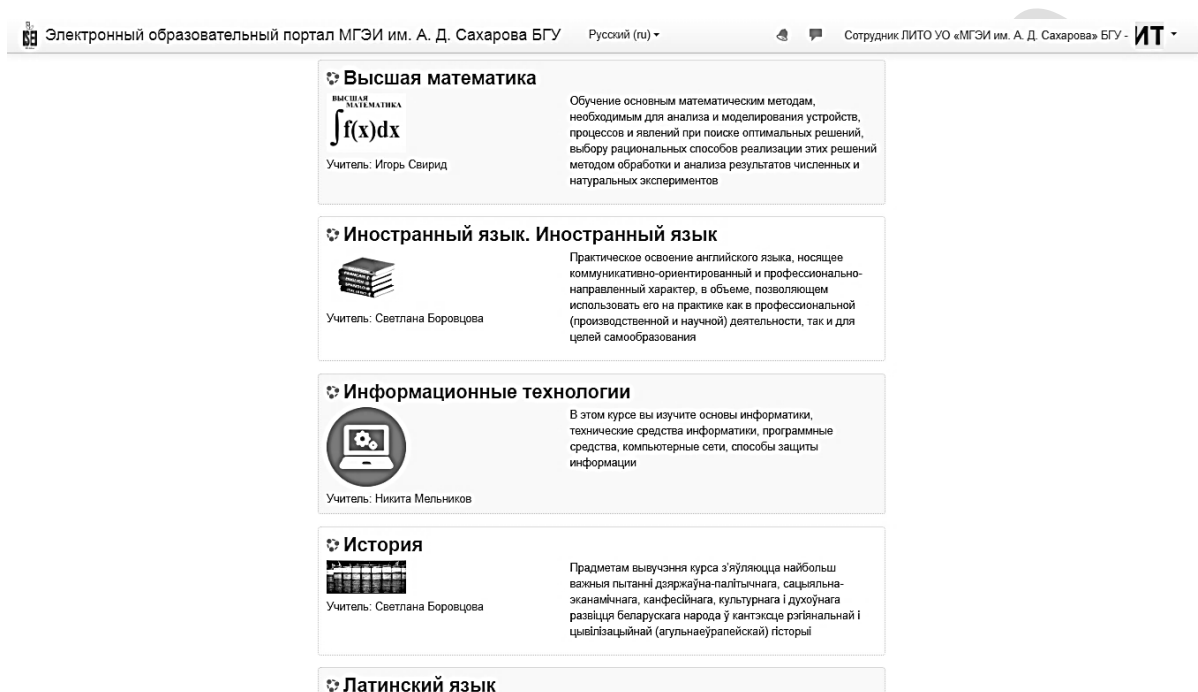 Электронный образовательный портал МГЭИ им. А. Д. Сахарова БГУ Русский (ru) Сотрудник ЛИТО УО «МГЭИ им. А. Д. Сахарова» БГУ - ИТ
Высшая математика
ВЫСШАЯ
МАТЕМАТИКА
∫f(x)dx
Учитель: Игорь Свирид
Обучение основным математическим методам,
необходимым для анализа и моделирования устройств,
процессов и явлений при поиске оптимальных решений,
выбору рациональных способов реализации этих решений
методом обработки и анализа результатов численных и
натуральных экспериментов
Иностранный язык. Иностранный язык
Учитель: Светлана Боровцова
Практическое освоение английского языка, носящее
коммуникативно-ориентированный и профессионально-
направленный характер, в объеме, позволяющем
использовать его на практике как в профессиональной
(производственной и научной) деятельности, так и для
целей самообразования
Информационные технологии
Учитель: Никита Мельников
В этом курсе вы изучите основы информатики,
технические средства информатики, программные
средства, компьютерные сети, способы защиты
информации
История
Учитель: Светлана Боровцова
Прадметам вывучэння курса з'яўляюцца найбольш
важныя пытанні дзяржаўна-палітычнага, сацыяльна-
эканамічнага, канфесійнага, культурнага і духоўнага
развіцця беларускага народа ў кантэксце рэгіянальнай і
цывілізацыйнай (агульнаеўрапейскай) гісторыі
Латинский язык